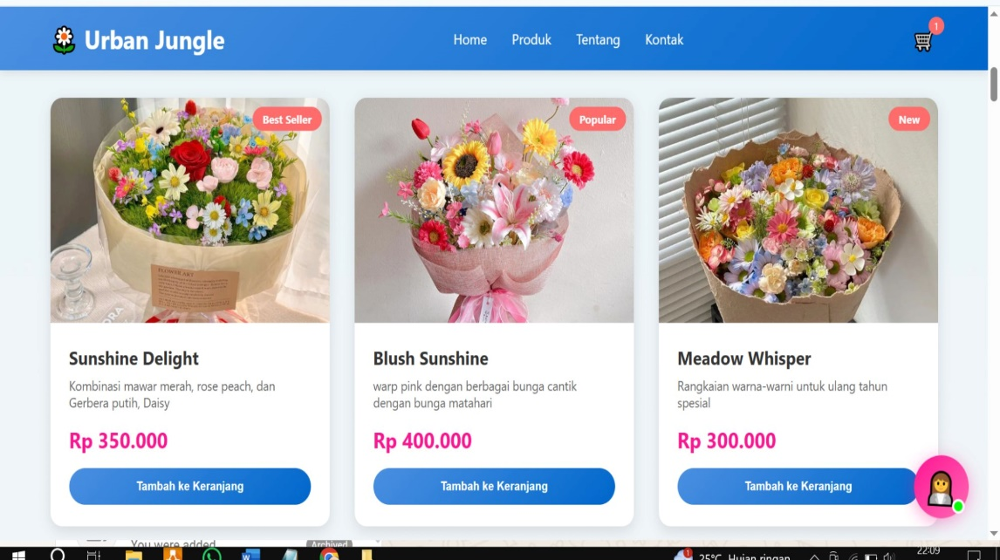 Urban Jungle
Home Produk Tentang Kontak
1
Best Seller
Popular
New
FLOWER ART
Sunshine Delight
Kombinasi mawar merah, rose peach, dan
Gerbera putih, Daisy
Rp 350.000
Tambah ke Keranjang
Blush Sunshine
warp pink dengan berbagai bunga cantik
dengan bunga matahari
Rp 400.000
Tambah ke Keranjang
Meadow Whisper
Rangkaian warna-warni untuk ulang tahun
spesial
Rp 300.000
Tambah ke Keranjang
You were added
Archived
1
25°C Hujan ringan
22:09